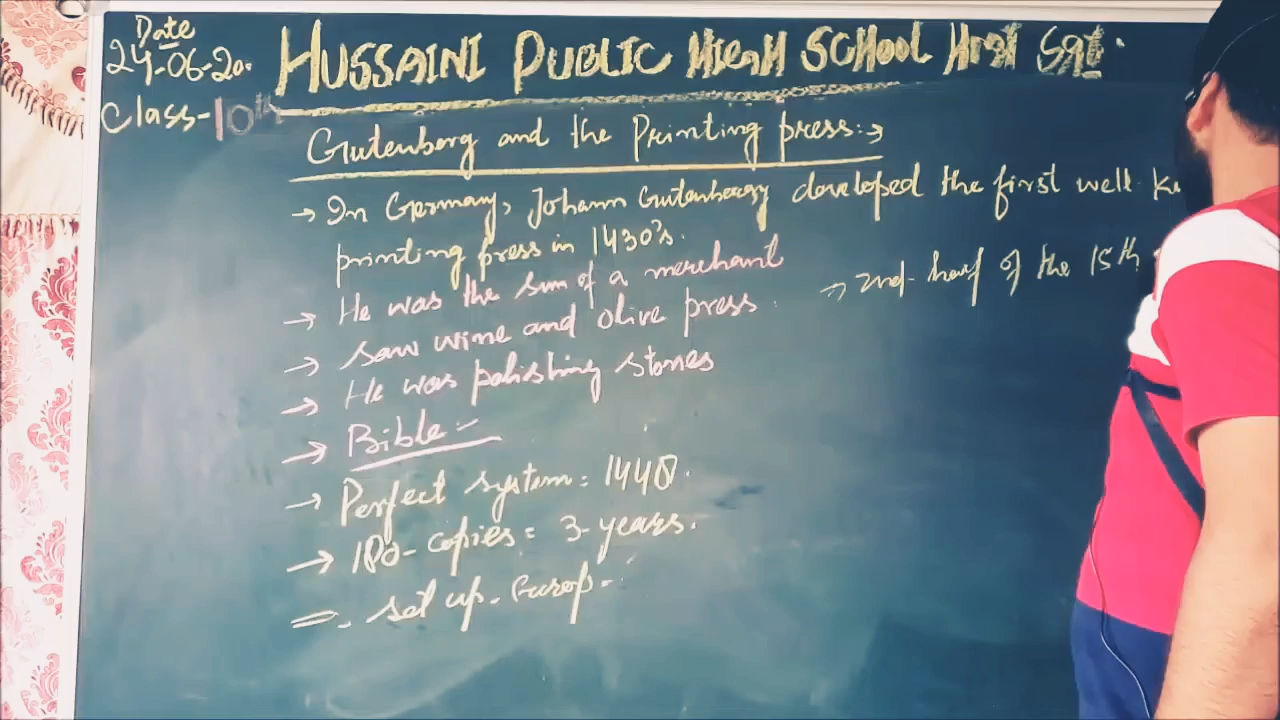 Date
24-06-20.
Class-10th
HUSSAINI PUBLIC HIGH SCHOOL
Gutenberg and the Printing press:→
→ In Germany, Johann Gutenberg developed the first well
printing press in 1430's.
→ He was the sun of a merchant
→ 2nd-half of the 15th
→ Saw wine and olive press.
→ He was polishing stones
→ Bible:-
→ Perfect system = 1448.
→ 180-copies = 3-years.
=. set up. Europ-